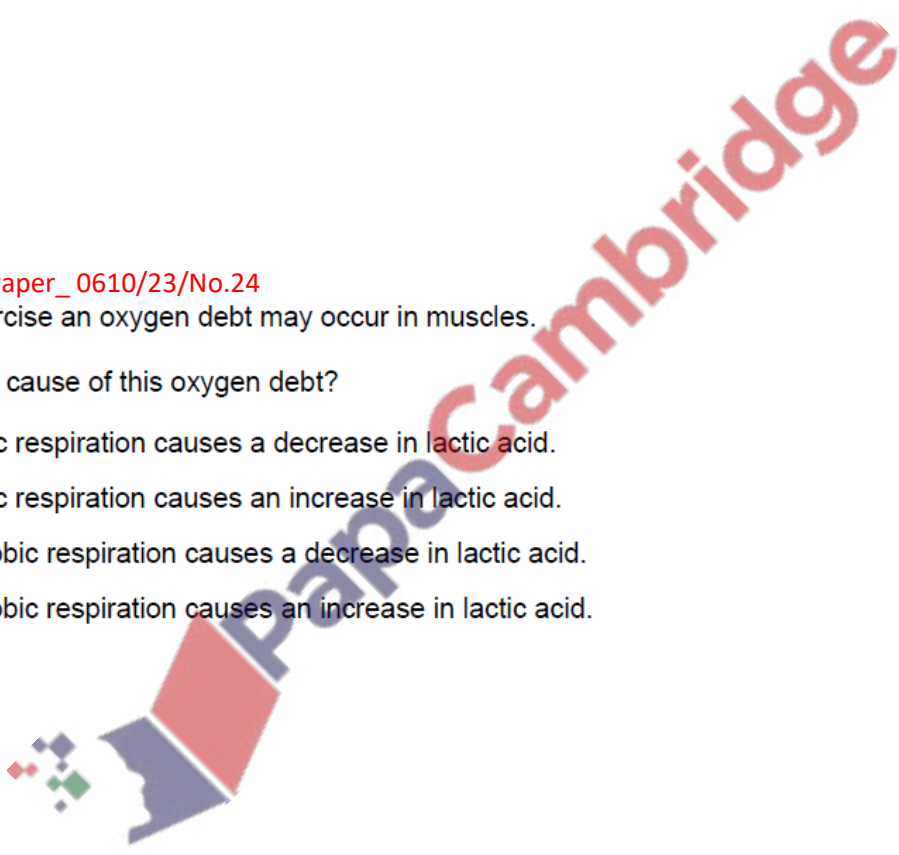 Paper_ 0610/23/No.24
rcise an oxygen debt may occur in muscles.
cause of this oxygen debt?
c respiration causes a decrease in lactic acid.
c respiration causes an increase in lactic acid.
obic respiration causes a decrease in lactic acid.
obic respiration causes an increase in lactic acid.
PapaCambridge